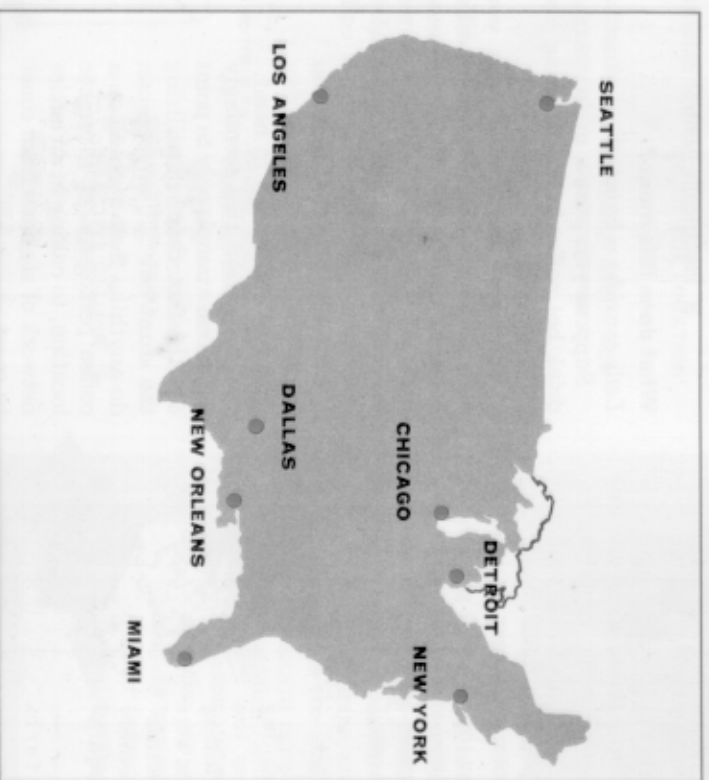 SEATTLE
LOS ANGELES
DALLAS
CHICAGO
DETROIT
NEW YORK
NEW ORLEANS
MIAMI